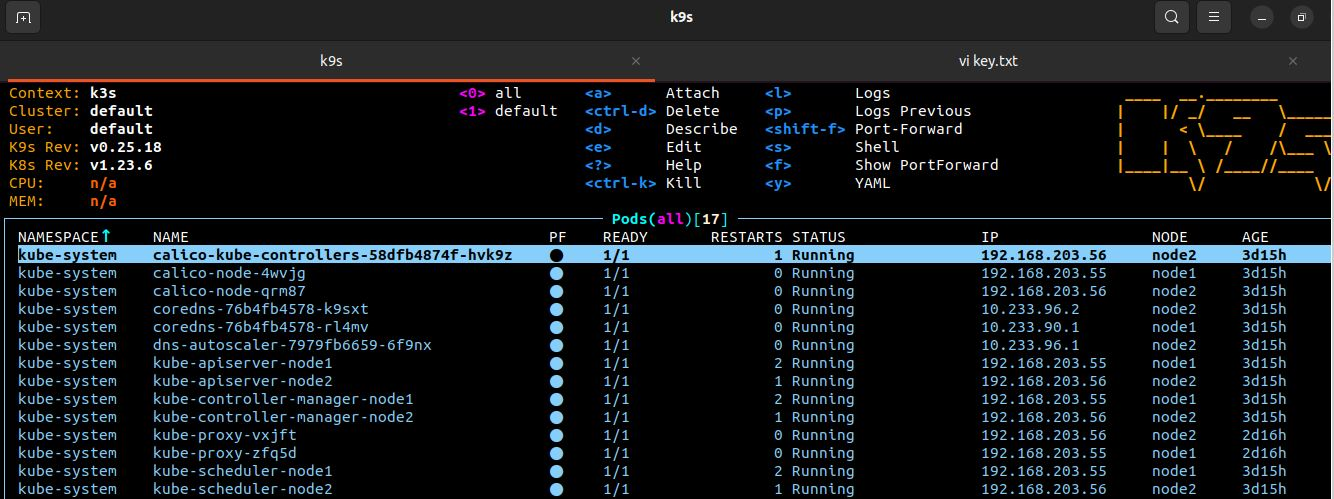 k9s
k9s vi key.txt
Context: k3s <0> all <a> Attach <l> Logs
Cluster: default <1> default <ctrl-d> Delete <p> Logs Previous
User: default <d> Describe <shift-f> Port-Forward
K9s Rev: v0.25.18 <e> Edit <s> Shell
K8s Rev: v1.23.6 <?> Help <f> Show PortForward
CPU: n/a <ctrl-k> Kill <y> YAML
MEM: n/a
Pods(all)[17]
NAMESPACE↑ NAME PF READY RESTARTS STATUS IP NODE AGE
kube-system calico-kube-controllers-58dfb4874f-hvk9z ● 1/1 1 Running 192.168.203.56 node2 3d15h
kube-system calico-node-4wvjg ● 1/1 0 Running 192.168.203.55 node1 3d15h
kube-system calico-node-qrm87 ● 1/1 0 Running 192.168.203.56 node2 3d15h
kube-system coredns-76b4fb4578-k9sxt ● 1/1 0 Running 10.233.96.2 node2 3d15h
kube-system coredns-76b4fb4578-rl4mv ● 1/1 0 Running 10.233.90.1 node1 3d15h
kube-system dns-autoscaler-7979fb6659-6f9nx ● 1/1 0 Running 10.233.96.1 node2 3d15h
kube-system kube-apiserver-node1 ● 1/1 2 Running 192.168.203.55 node1 3d15h
kube-system kube-apiserver-node2 ● 1/1 1 Running 192.168.203.56 node2 3d15h
kube-system kube-controller-manager-node1 ● 1/1 2 Running 192.168.203.55 node1 3d15h
kube-system kube-controller-manager-node2 ● 1/1 1 Running 192.168.203.56 node2 3d15h
kube-system kube-proxy-vxjft ● 1/1 0 Running 192.168.203.56 node2 2d16h
kube-system kube-proxy-zfq5d ● 1/1 0 Running 192.168.203.55 node1 2d16h
kube-system kube-scheduler-node1 ● 1/1 2 Running 192.168.203.55 node1 3d15h
kube-system kube-scheduler-node2 ● 1/1 1 Running 192.168.203.56 node2 3d15h